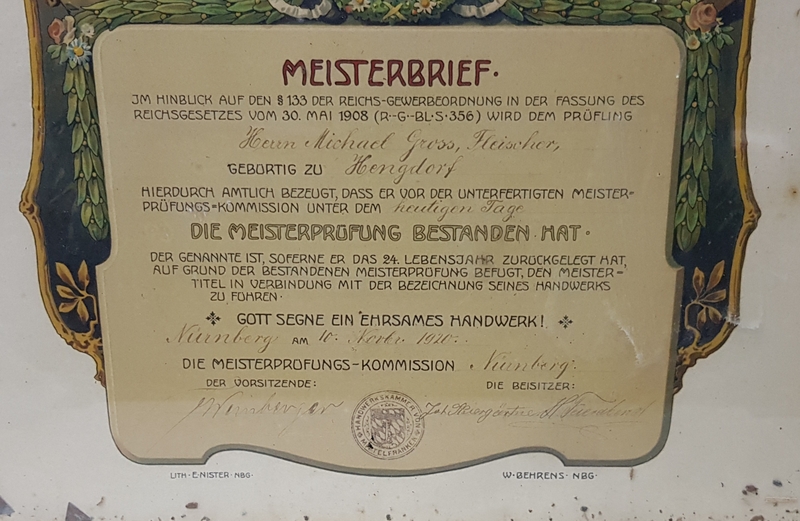 MEISTERBRIEF.
IM HINBLICK AUF DEN § 133 DER REICHS-GEWERBEORDNUNG IN DER FASSUNG DES
REICHSGESETZES VOM 30. MAI 1908 (R.-G.-BL.S.356) WIRD DEM PRÜFLING
Herrn Michael Gross, Fleischer,
GEBÜRTIG ZU Hengdorf
HIERDURCH AMTLICH BEZEUGT, DASS ER VOR DER UNTERFERTIGTEN MEISTER=
PRÜFUNGS=KOMMISSION UNTER DEM heutigen Tage
DIE MEISTERPRÜFUNG BESTANDEN HAT.
DER GENANNTE IST, SOFERNE ER DAS 24. LEBENSJAHR ZURÜCKGELEGT HAT,
AUF GRUND DER BESTANDENEN MEISTERPRÜFUNG BEFUGT, DEN MEISTER=
TITEL IN VERBINDUNG MIT DER BEZEICHNUNG SEINES HANDWERKS
ZU FÜHREN.
GOTT SEGNE EIN EHRSAMES HANDWERK!
Nürnberg AM 10. Novbr. 1920.
DIE MEISTERPRÜFUNGS-KOMMISSION Nürnberg.
DER VORSITZENDE: DIE BEISITZER:
HANDWERKSKAMMER VON MITTELFRANKEN
LITH. E. NISTER. NBG. W. BEHRENS. NBG.